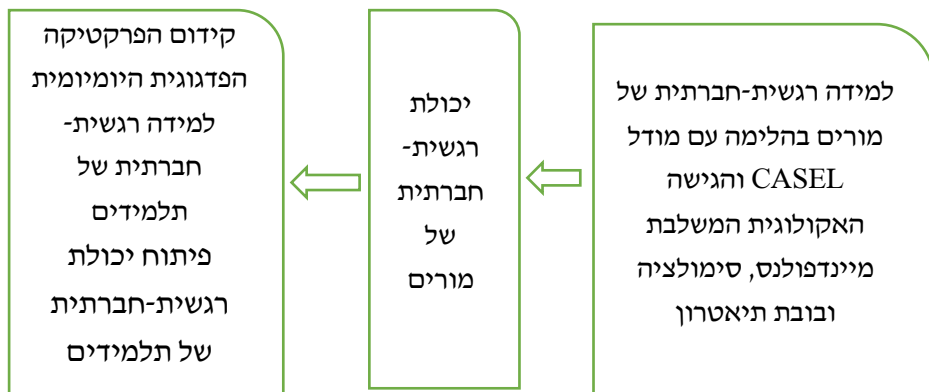 למידה רגשית-חברתית של
מורים בהלימה עם מודל
CASEL והגישה
האקולוגית המשלבת
מיינדפולנס, סימולציה
ובובת תיאטרון
יכולת
רגשית-
חברתית
של
מורים
קידום הפרקטיקה
הפדגוגית היומיומית
למידה רגשית-
חברתית של
תלמידים
פיתוח יכולת
רגשית-חברתית
של תלמידים